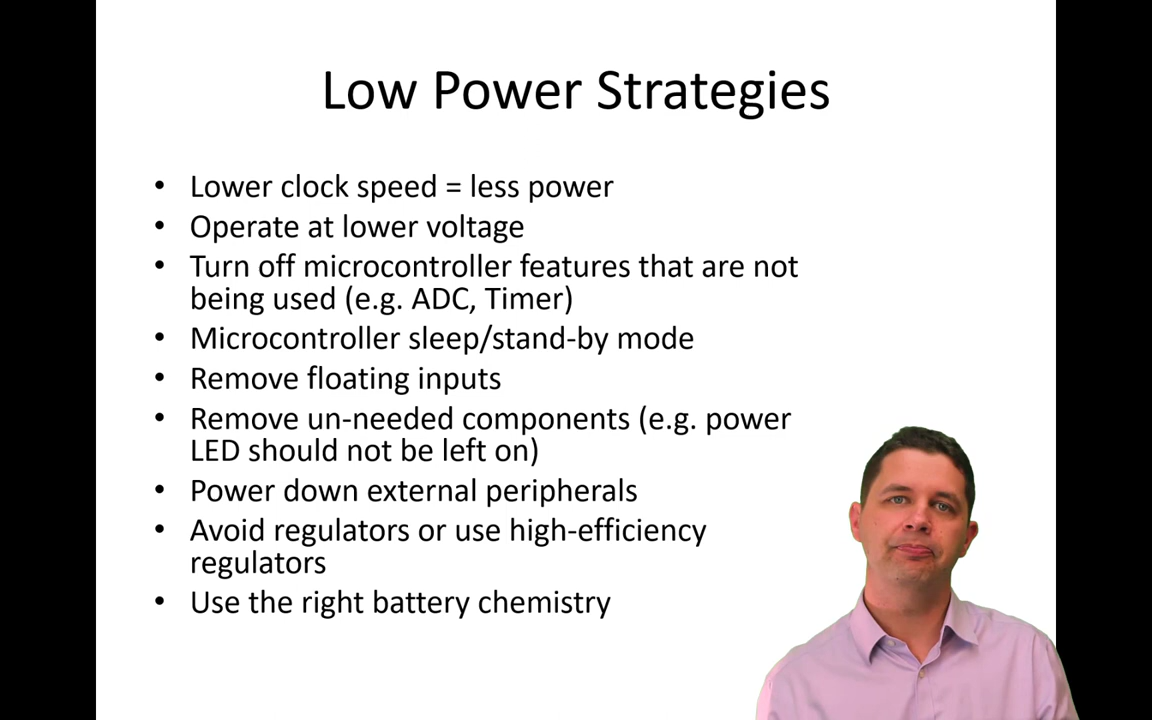 Low Power Strategies
• Lower clock speed = less power
• Operate at lower voltage
• Turn off microcontroller features that are not
being used (e.g. ADC, Timer)
• Microcontroller sleep/stand-by mode
• Remove floating inputs
• Remove un-needed components (e.g. power
LED should not be left on)
• Power down external peripherals
• Avoid regulators or use high-efficiency
regulators
• Use the right battery chemistry